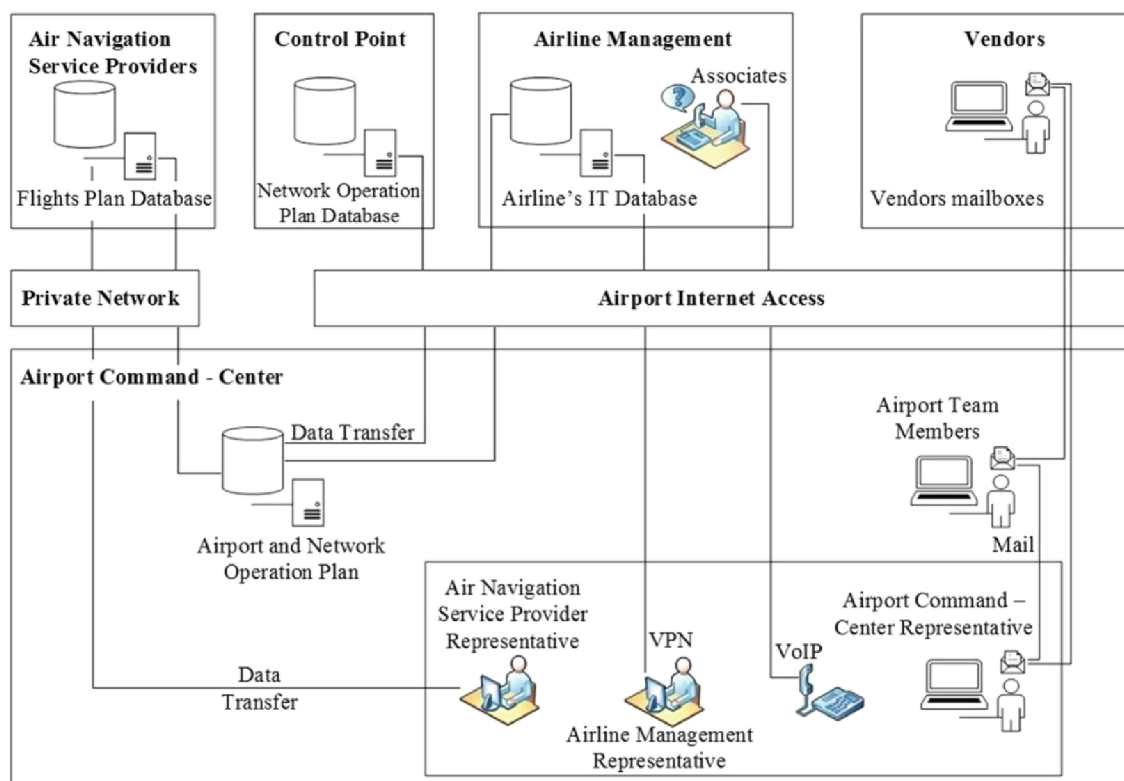 Air Navigation
Service Providers
Flights Plan Database
Control Point
Network Operation
Plan Database
Airline Management
Associates
Airline's IT Database
Vendors
Vendors mailboxes
Private Network
Airport Internet Access
Airport Command - Center
Data Transfer
Airport and Network
Operation Plan
Airport Team
Members
Mail
Air Navigation
Service Provider
Representative
VPN
Airline Management
Representative
VoIP
Airport Command –
Center Representative
Data
Transfer